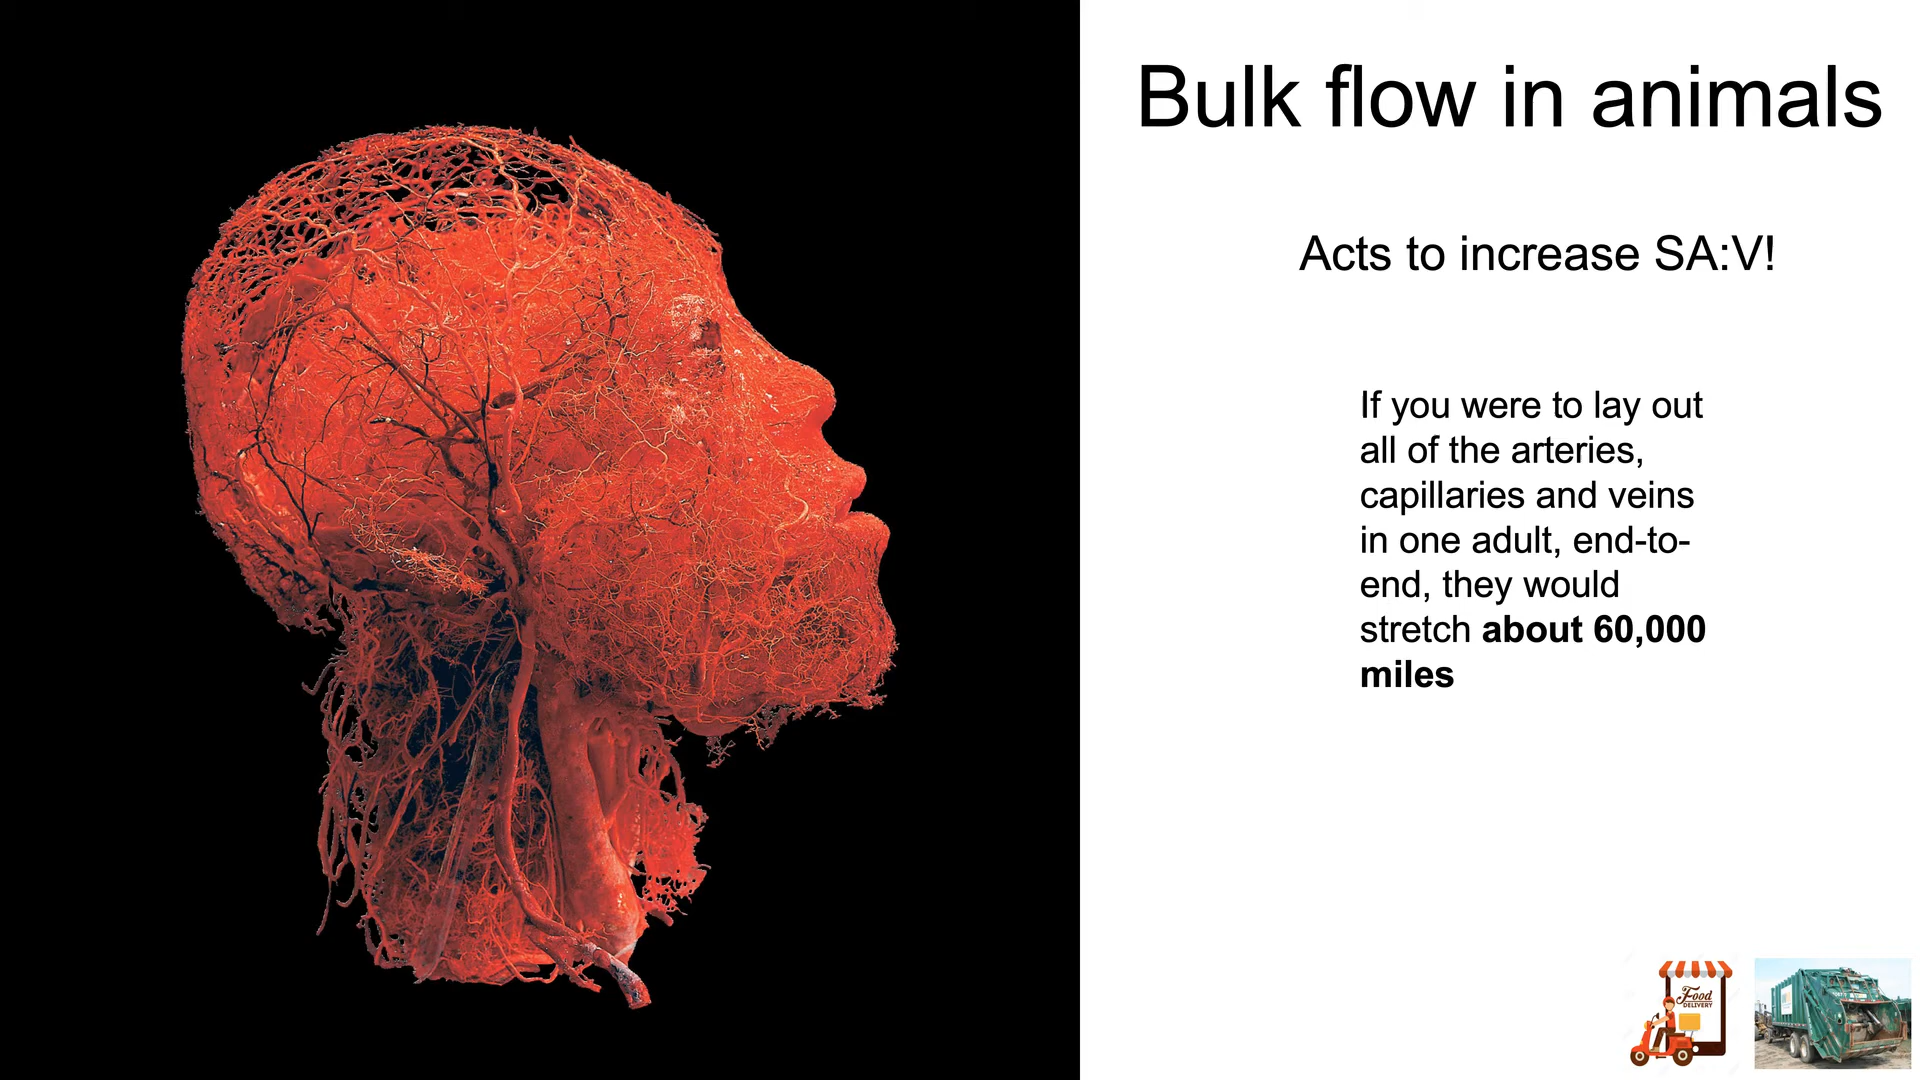 Bulk flow in animals
Acts to increase SA:V!
If you were to lay out
all of the arteries,
capillaries and veins
in one adult, end-to-
end, they would
stretch about 60,000
miles
Food
DELIVERY